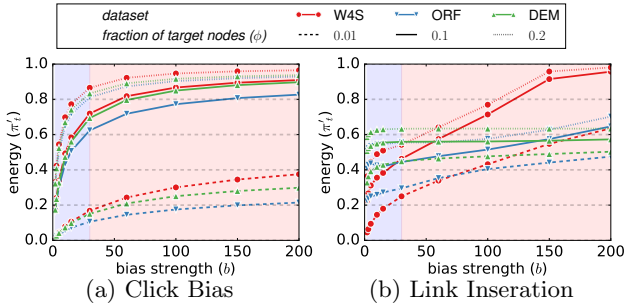 dataset W4S ORF DEM
fraction of target nodes (ϕ) 0.01 0.1 0.2
energy (π'ₜ)
1.0
0.8
0.6
0.4
0.2
0.0
0 50 100 150 200
bias strength (b)
(a) Click Bias
energy (π'ₜ)
1.0
0.8
0.6
0.4
0.2
0.0
0 50 100 150 200
bias strength (b)
(b) Link Inseration